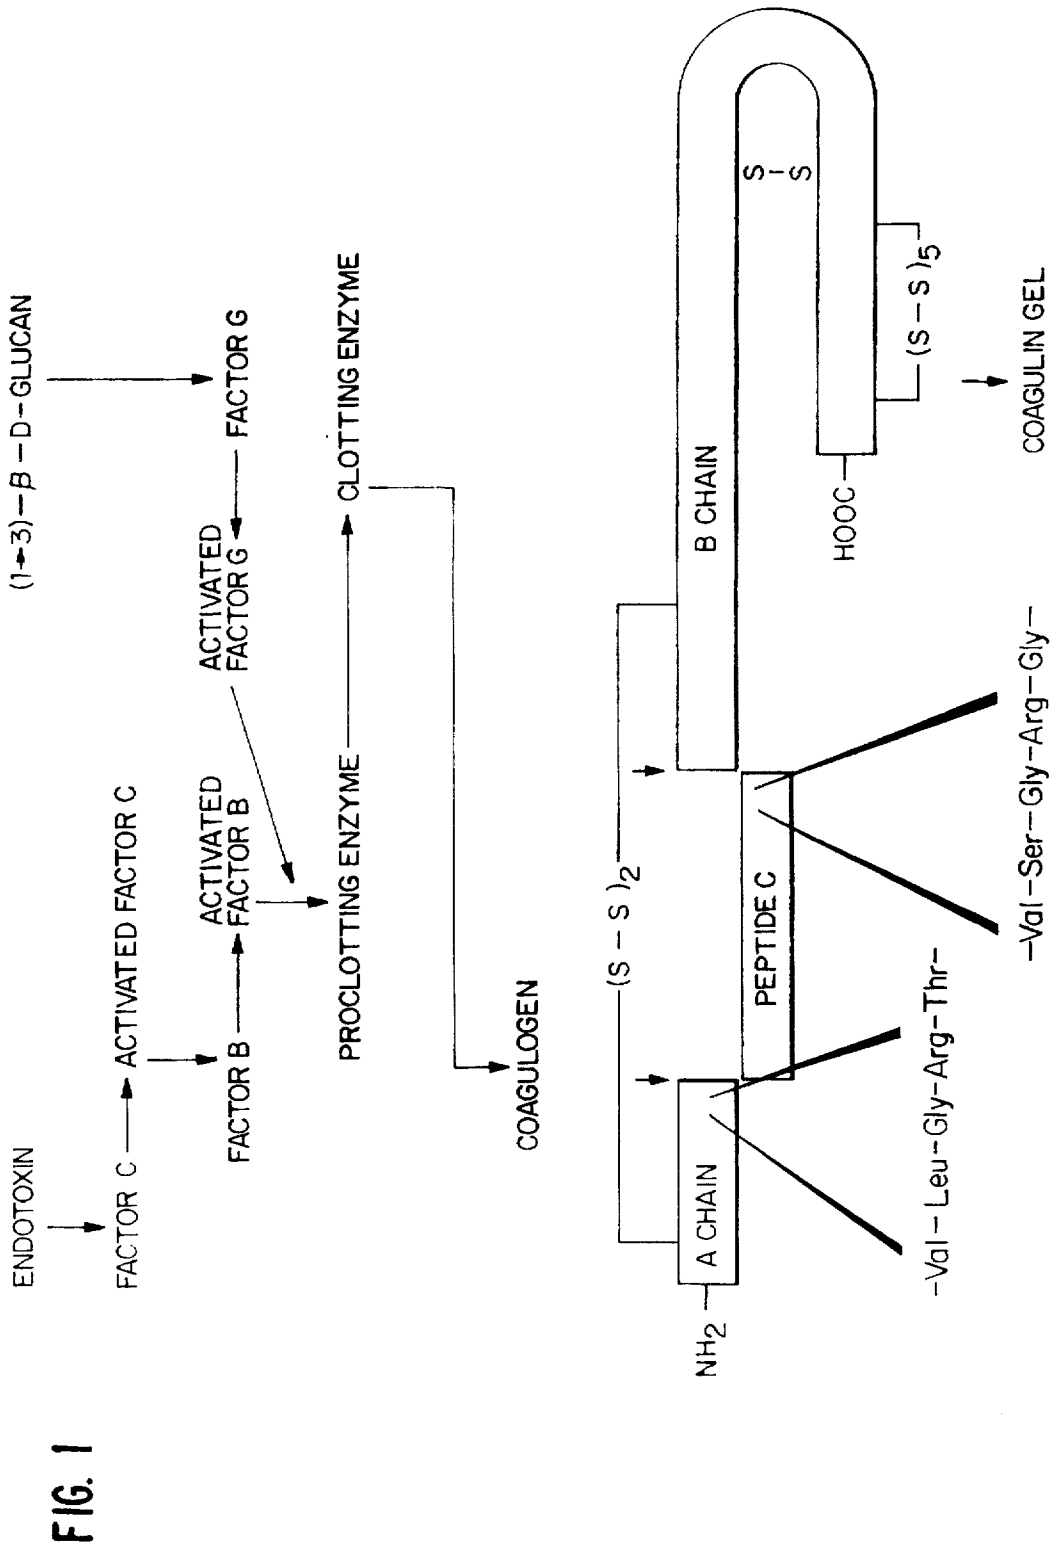 FIG. 1
ENDOTOXIN
(1→3)–β–D–GLUCAN
FACTOR C
ACTIVATED FACTOR C
FACTOR B
ACTIVATED
FACTOR B
ACTIVATED
FACTOR G
FACTOR G
PROCLOTTING ENZYME
CLOTTING ENZYME
COAGULOGEN
(S – S)2
NH2
A CHAIN
B CHAIN
PEPTIDE C
S–S
HOOC
(S – S)5
–Val–Leu–Gly–Arg–Thr–
–Val–Ser–Gly–Arg–Gly–
COAGULIN GEL